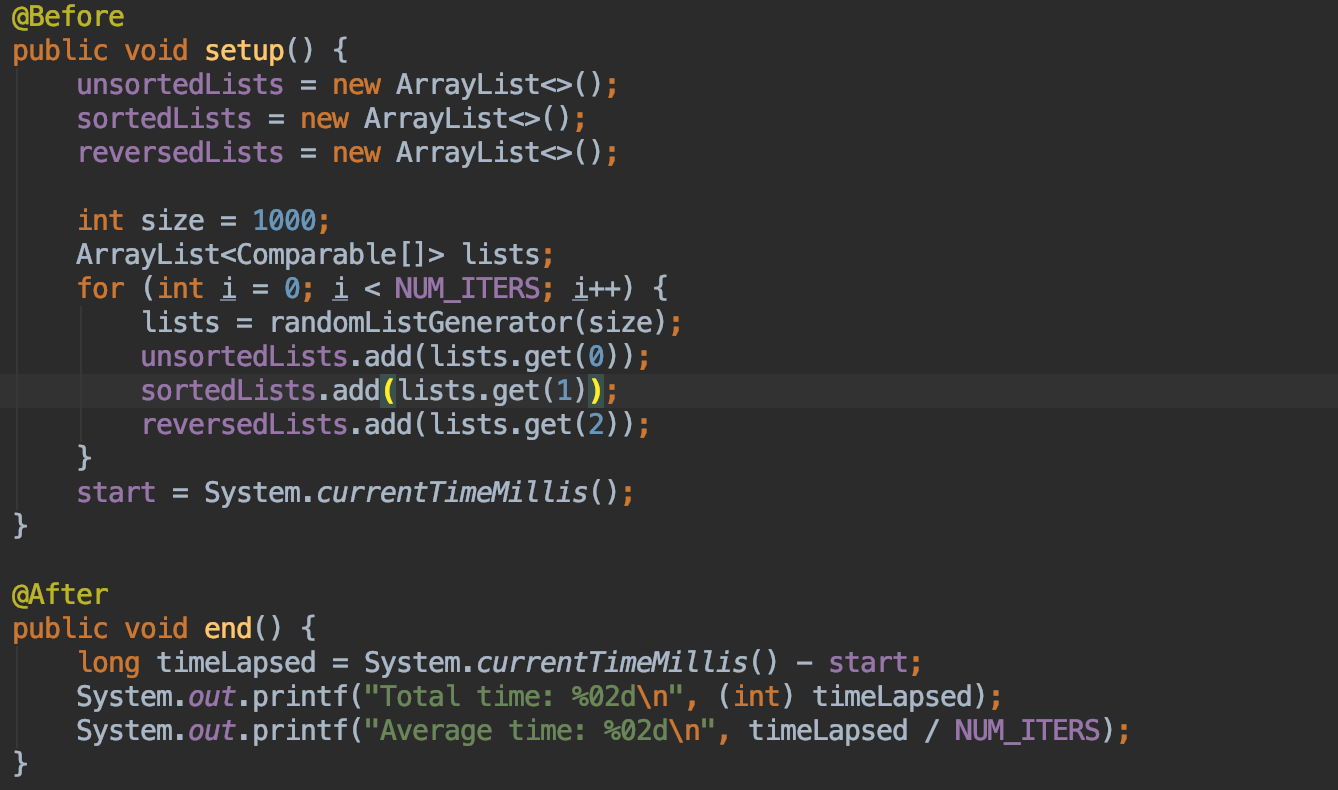 @Before
public void setup() {
    unsortedLists = new ArrayList<>();
    sortedLists = new ArrayList<>();
    reversedLists = new ArrayList<>();

    int size = 1000;
    ArrayList<Comparable[]> lists;
    for (int i = 0; i < NUM_ITERS; i++) {
        lists = randomListGenerator(size);
        unsortedLists.add(lists.get(0));
        sortedLists.add(lists.get(1));
        reversedLists.add(lists.get(2));
    }
    start = System.currentTimeMillis();
}

@After
public void end() {
    long timeLapsed = System.currentTimeMillis() - start;
    System.out.printf("Total time: %02d\n", (int) timeLapsed);
    System.out.printf("Average time: %02d\n", timeLapsed / NUM_ITERS);
}